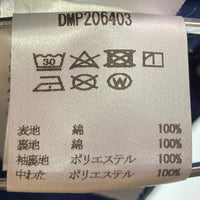 DMP206403
30
W
表地 綿 100%
裏地 綿 100%
袖裏地 ポリエステル 100%
中わた ポリエステル 100%